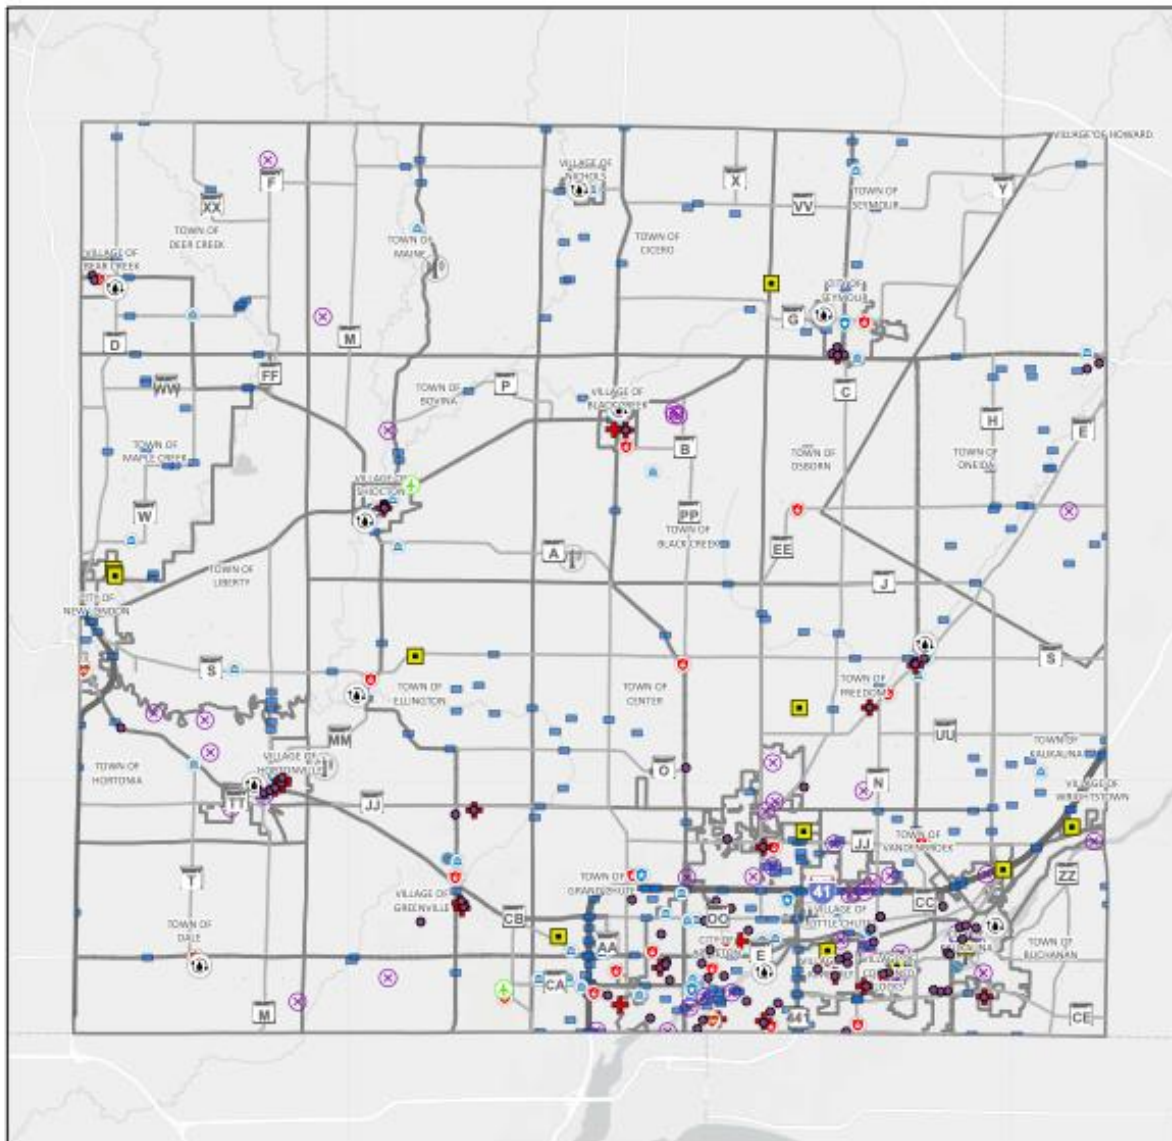 VILLAGE OF HOWARD
VILLAGE OF
NICHOLS
F
X
Y
XX
VV
TOWN OF
SEYMOUR
TOWN OF
DEER CREEK
TOWN OF
MAINE
TOWN OF
CICERO
VILLAGE OF
BEAR CREEK
CITY OF
SEYMOUR
G
D
M
FF
WW
P
C
TOWN OF
BOVINA
VILLAGE OF
BLACK CREEK
H
E
B
TOWN OF
MAPLE CREEK
TOWN OF
OSBORN
TOWN OF
ONEIDA
VILLAGE OF
SHIOCTON
W
PP
TOWN OF
BLACK CREEK
A
EE
TOWN OF
LIBERTY
J
CITY OF
NEW LONDON
S
S
TOWN OF
ELLINGTON
TOWN OF
CENTER
TOWN OF
FREEDOM
MM
UU
TOWN OF
KAUKAUNA
TOWN OF
HORTONIA
VILLAGE OF
HORTONVILLE
O
N
VILLAGE OF
WRIGHTSTOWN
TT
JJ
TOWN OF
VANDENBROEK
JJ
T
TOWN OF
GRAND CHUTE
41
ZZ
VILLAGE OF
GREENVILLE
CC
CB
OO
VILLAGE OF
LITTLE CHUTE
TOWN OF
DALE
AA
CITY OF
APPLETON
E
KAUKAUNA
TOWN OF
BUCHANAN
CA
M
441
CE